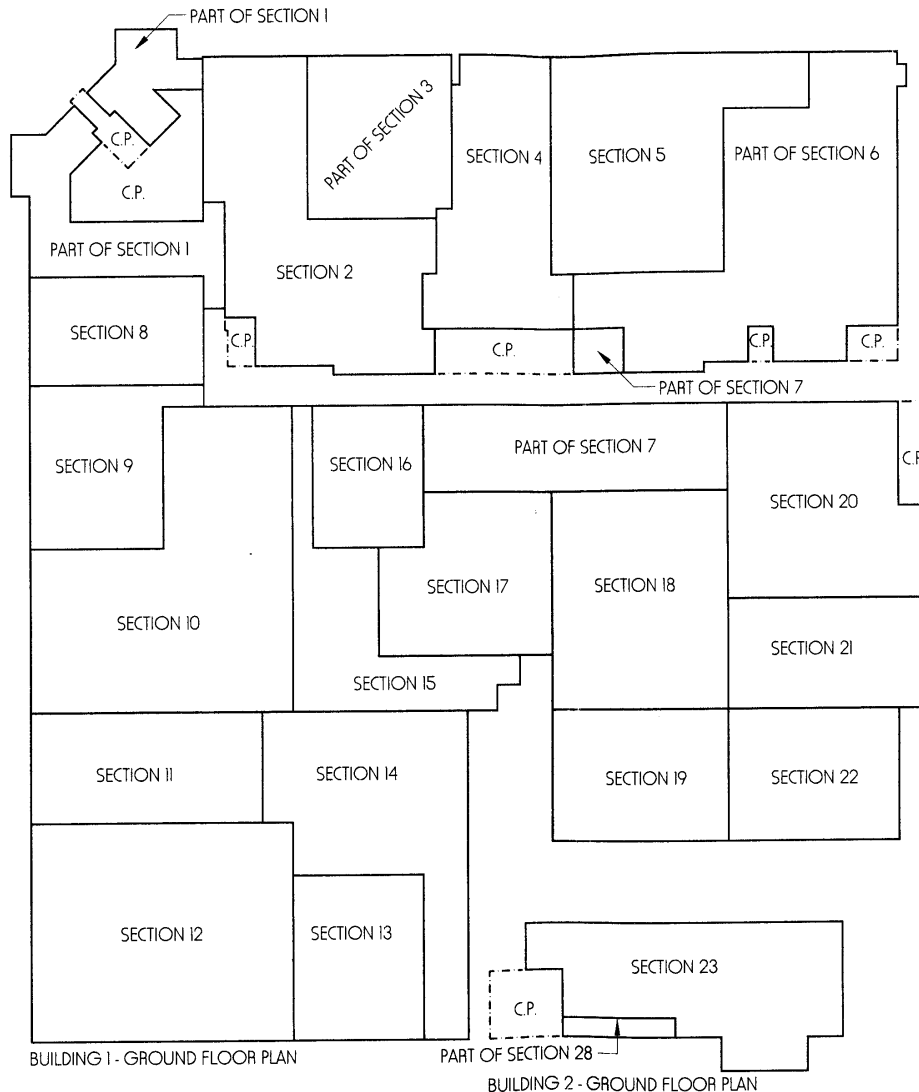 PART OF SECTION 1
C.P.
C.P.
PART OF SECTION 1
SECTION 2
PART OF SECTION 3
SECTION 4
SECTION 5
PART OF SECTION 6
SECTION 8
C.P.
C.P.
C.P.
C.P.
PART OF SECTION 7
SECTION 9
SECTION 16
PART OF SECTION 7
C.P
SECTION 20
SECTION 17
SECTION 18
SECTION 10
SECTION 21
SECTION 15
SECTION 11
SECTION 14
SECTION 19
SECTION 22
SECTION 12
SECTION 13
SECTION 23
C.P.
PART OF SECTION 28
BUILDING 1 - GROUND FLOOR PLAN
BUILDING 2 - GROUND FLOOR PLAN